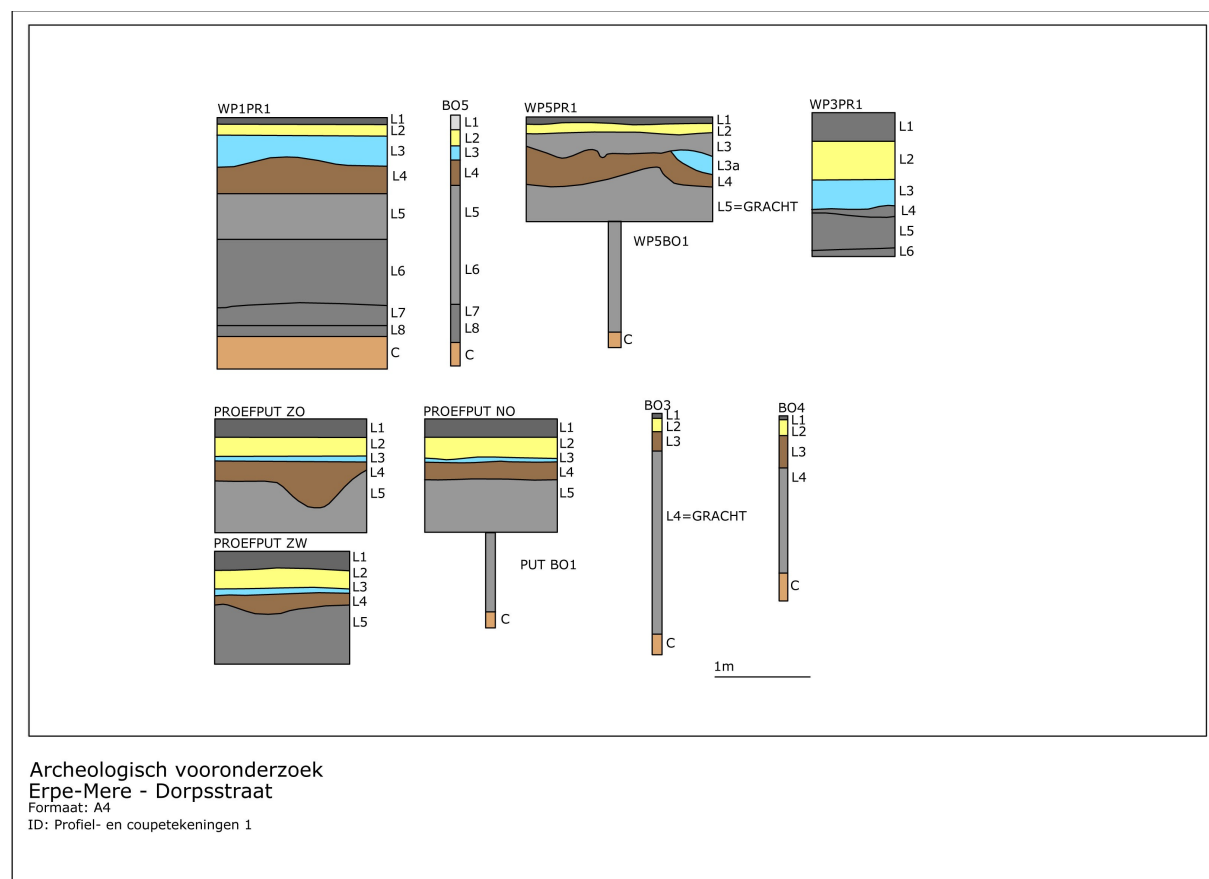 WP1PR1
L1
L2
L3
L4
L5
L6
L7
L8
C
BO5
L1
L2
L3
L4
L5
L6
L7
L8
C
WP5PR1
L1
L2
L3
L3a
L4
L5=GRACHT
WP5BO1
C
WP3PR1
L1
L2
L3
L4
L5
L6
PROEFPUT ZO
L1
L2
L3
L4
L5
PROEFPUT NO
L1
L2
L3
L4
L5
PUT BO1
C
BO3
L1
L2
L3
L4=GRACHT
C
BO4
L1
L2
L3
L4
C
PROEFPUT ZW
L1
L2
L3
L4
L5
1m
Archeologisch vooronderzoek
Erpe-Mere - Dorpsstraat
Formaat: A4
ID: Profiel- en coupetekeningen 1